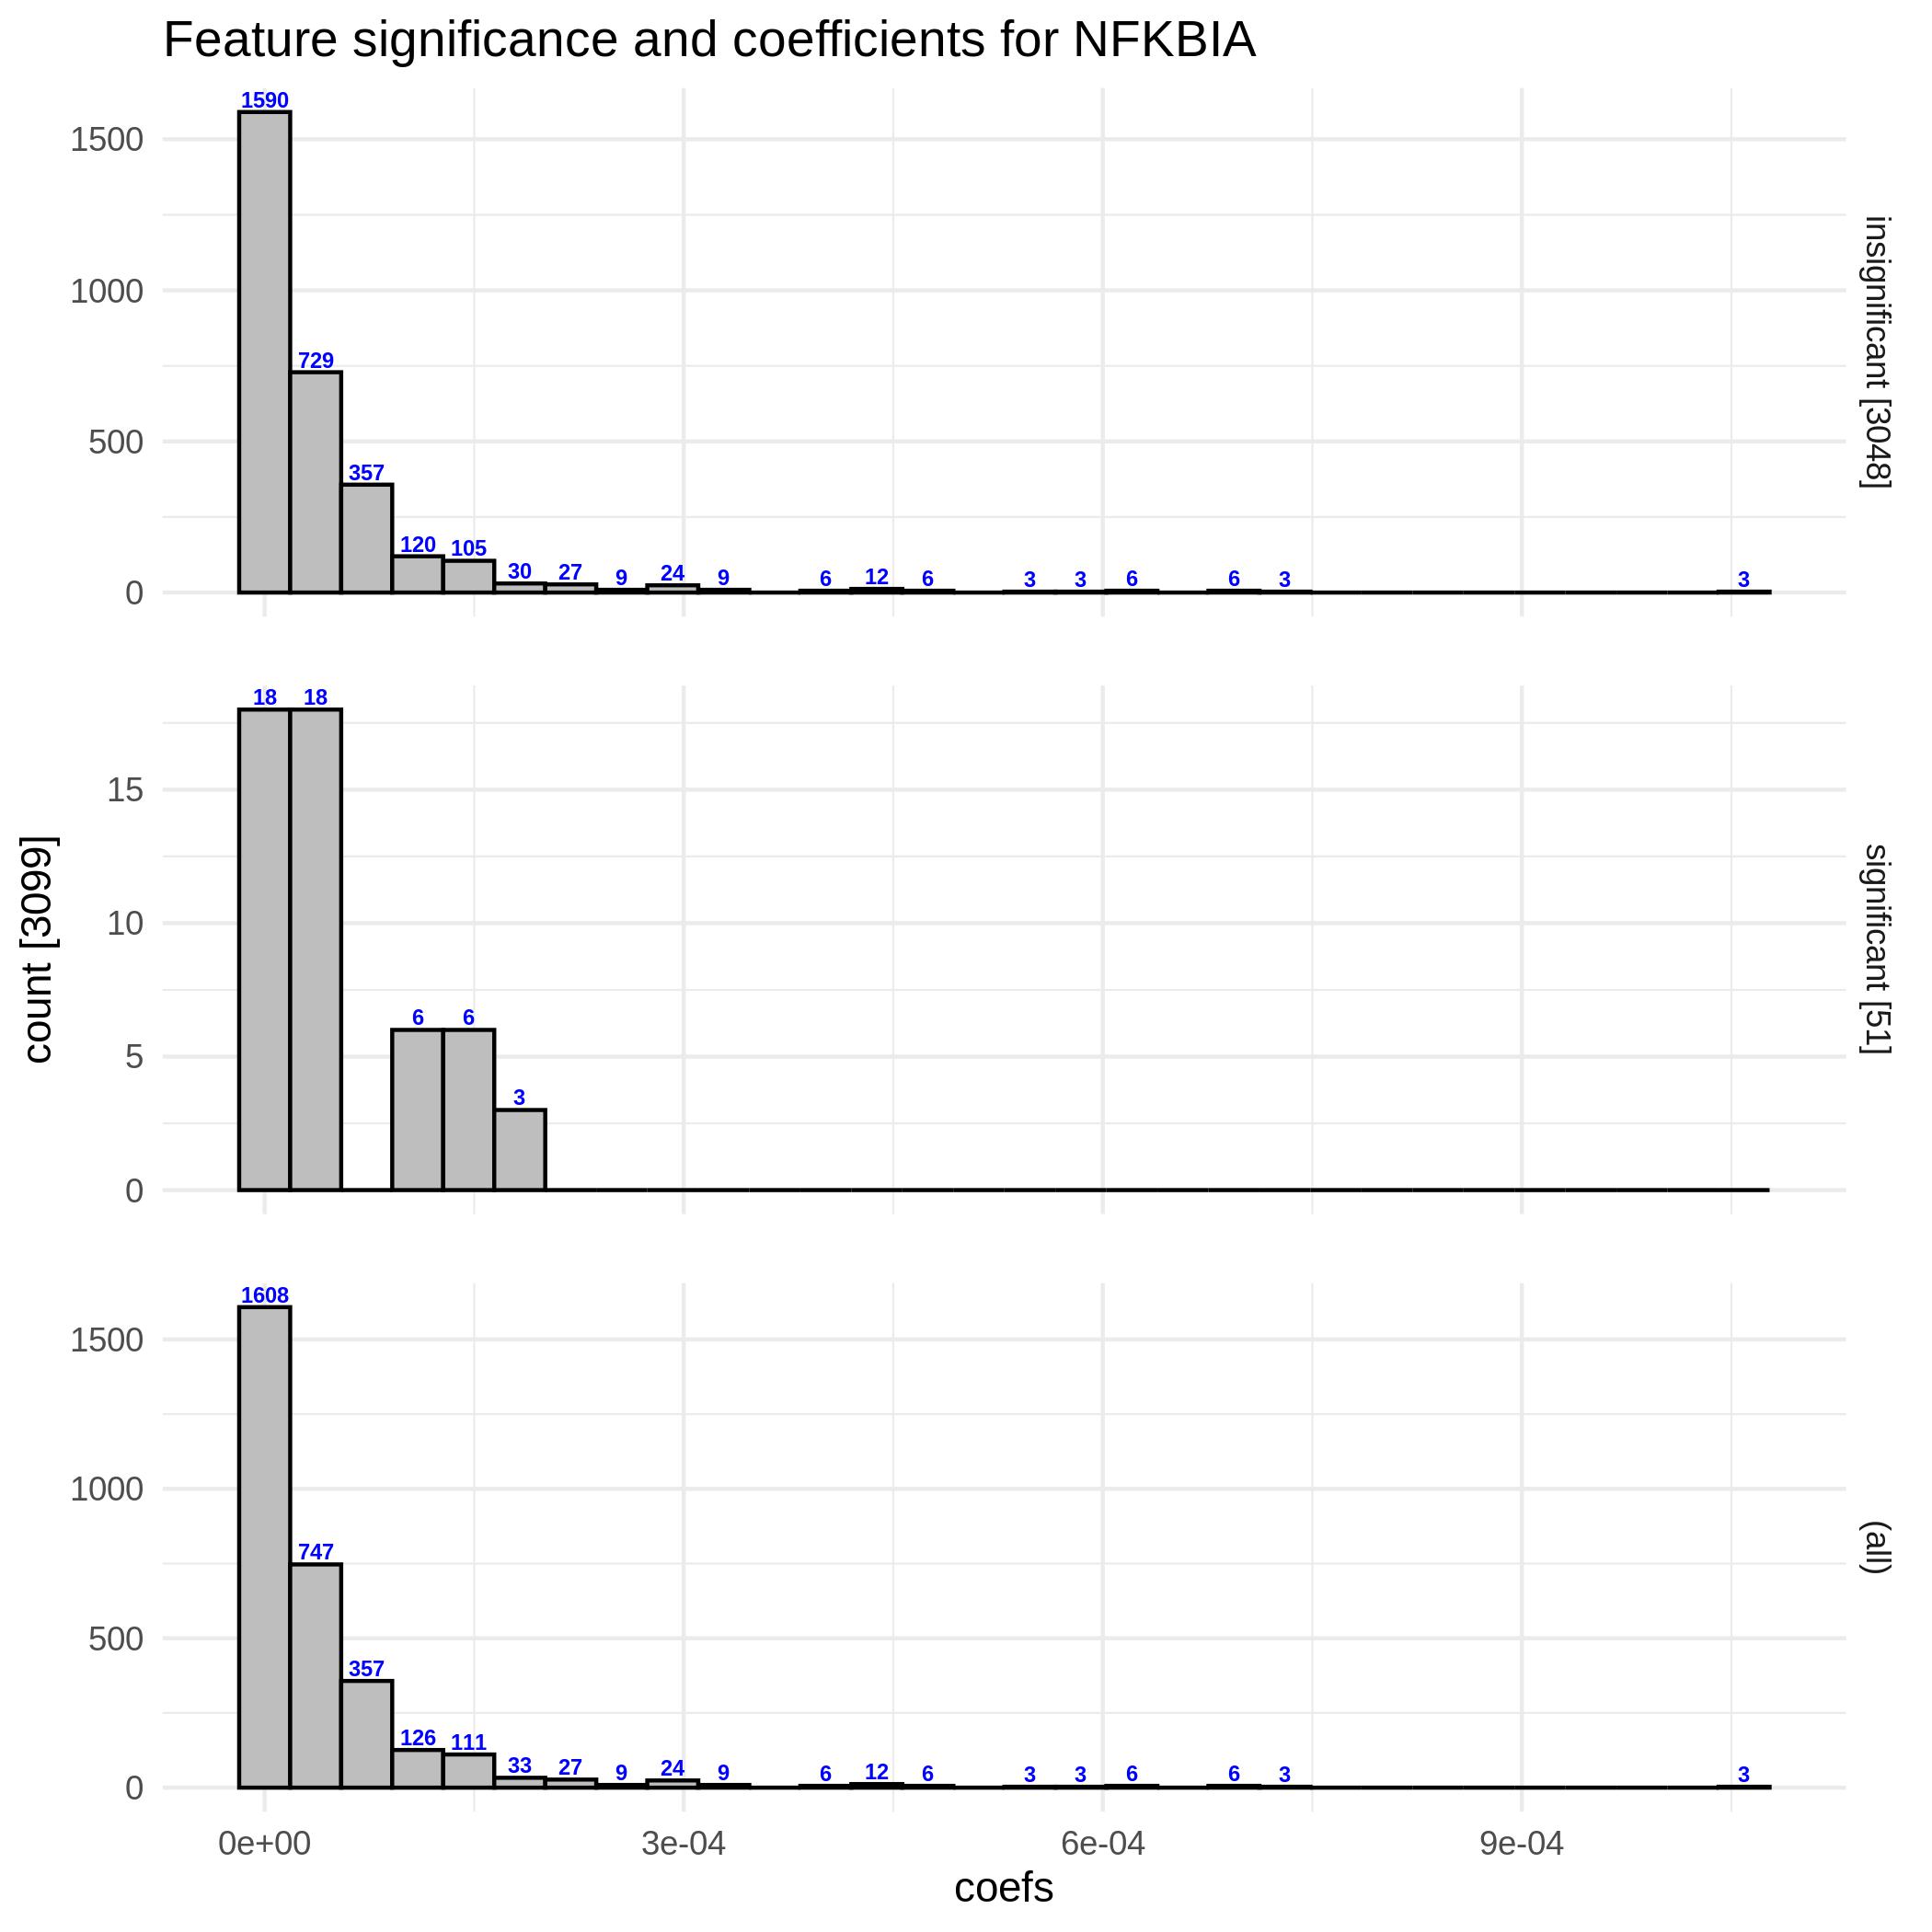 Feature significance and coefficients for NFKBIA
1590
1500
729
1000
357
500
120 105 30 27 9 24 9 6 12 6 3 3 6 6 3 3
0
insignificant [3048]
18 18
15
10
6 6
5
3
0
significant [51]
count [3099]
1608
1500
747
1000
357
500
126 111 33 27 9 24 9 6 12 6 3 3 6 6 3 3
0
(all)
0e+00 3e-04 6e-04 9e-04
coefs